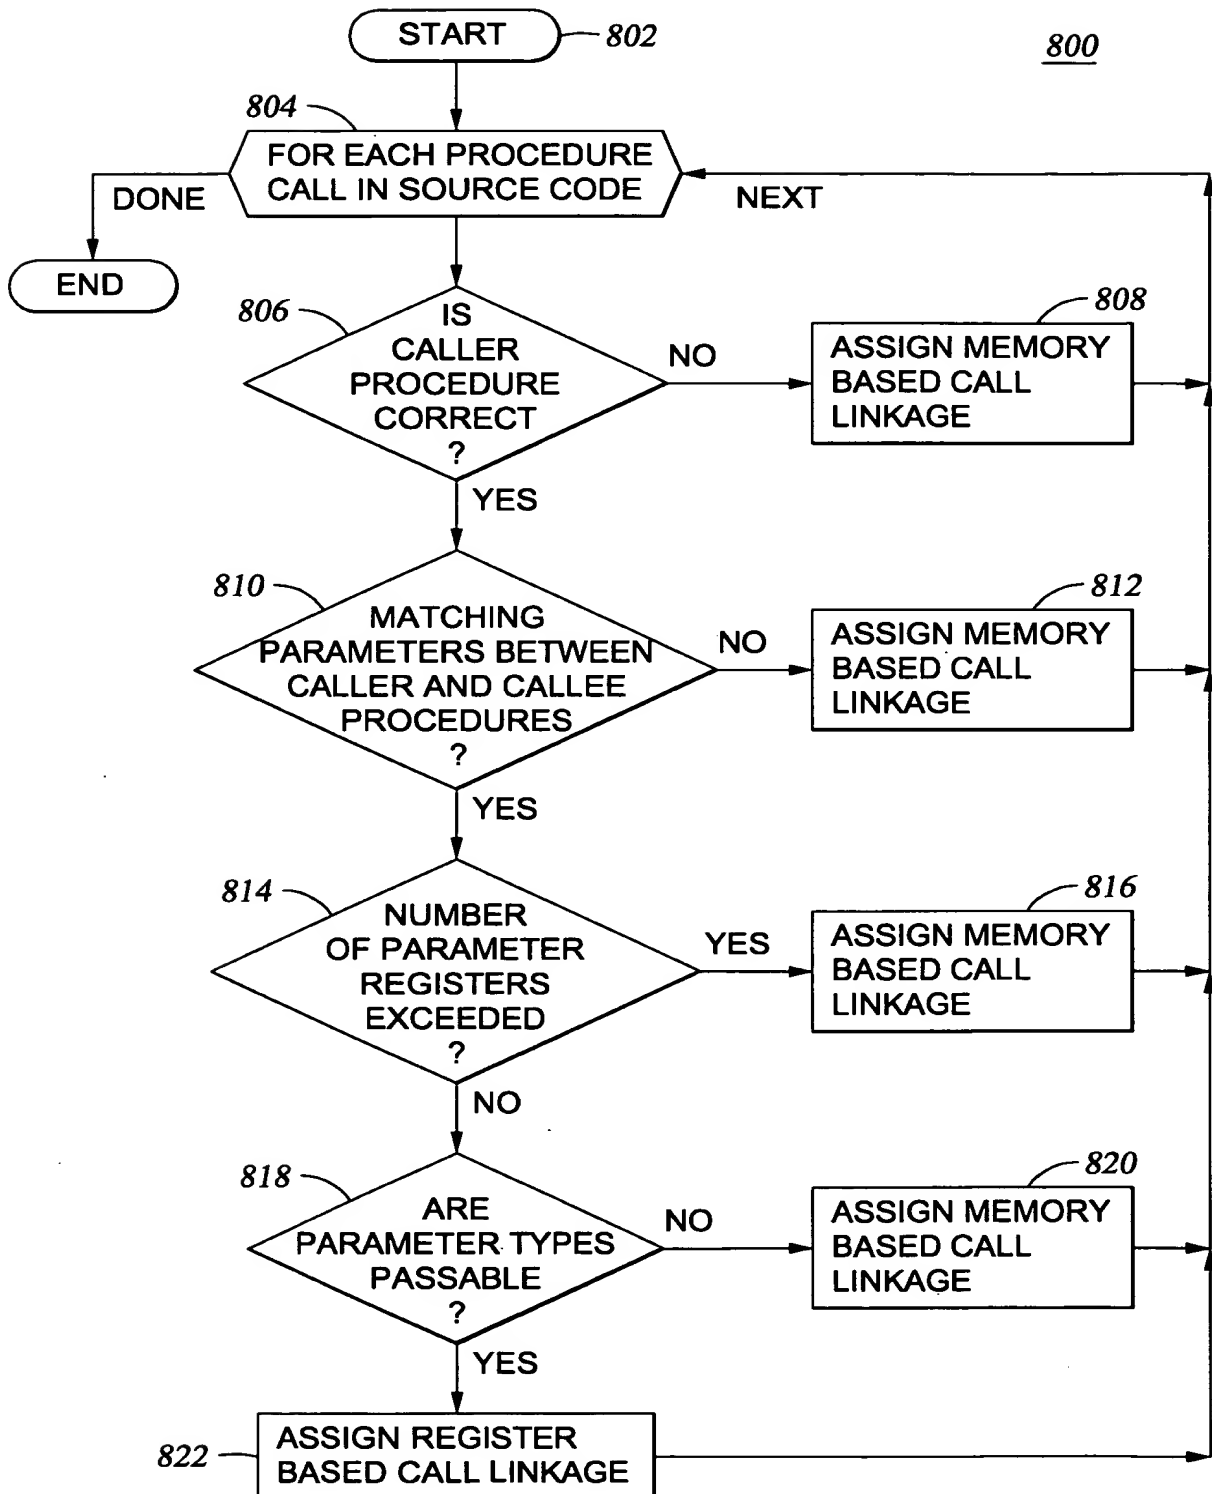 START
802
800
804
FOR EACH PROCEDURE
CALL IN SOURCE CODE
DONE
NEXT
END
806
IS
CALLER
PROCEDURE
CORRECT
?
NO
808
ASSIGN MEMORY
BASED CALL
LINKAGE
YES
810
MATCHING
PARAMETERS BETWEEN
CALLER AND CALLEE
PROCEDURES
?
NO
812
ASSIGN MEMORY
BASED CALL
LINKAGE
YES
814
NUMBER
OF PARAMETER
REGISTERS
EXCEEDED
?
YES
816
ASSIGN MEMORY
BASED CALL
LINKAGE
NO
818
ARE
PARAMETER TYPES
PASSABLE
?
NO
820
ASSIGN MEMORY
BASED CALL
LINKAGE
YES
822
ASSIGN REGISTER
BASED CALL LINKAGE